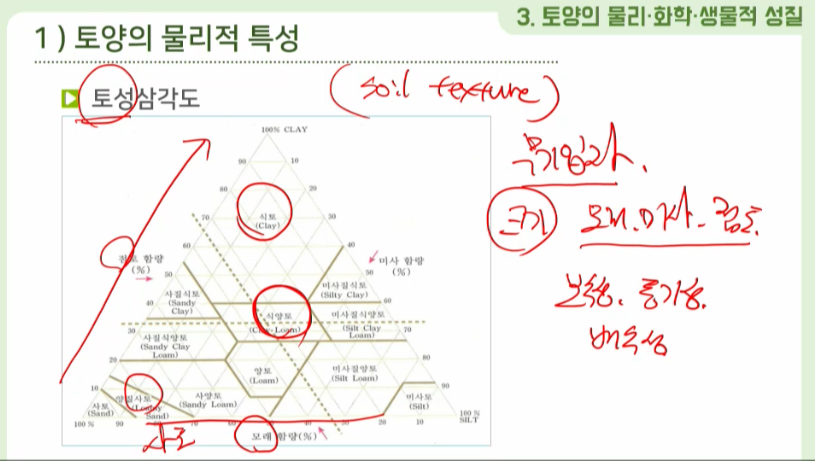 3. 토양의 물리·화학·생물적 성질
1 ) 토양의 물리적 특성
토성삼각도
(soil texture)
무기입자.
크기 모래.미사.점토.
보수성. 통기성.
배수성
100% CLAY
90 10
80 20
식토
(Clay)
70 30
60 40
점토 함량
(%)
미사 함량
(%)
50 50
사질식토
(Sandy
Clay)
미사질식토
(Silty Clay)
40 60
식양토
(Clay Loam)
미사질식양토
(Silt Clay
Loam)
30 70
사질식양토
(Sandy Clay
Loam)
20 80
양토
(Loam)
미사질양토
(Silt Loam)
10 90
양질사토
(Loamy
Sand)
사양토
(Sandy Loam)
사토
(Sand)
미사토
(Silt)
100 %
SILT
100 % 90 70 20 10
사토
모래 함량(%)